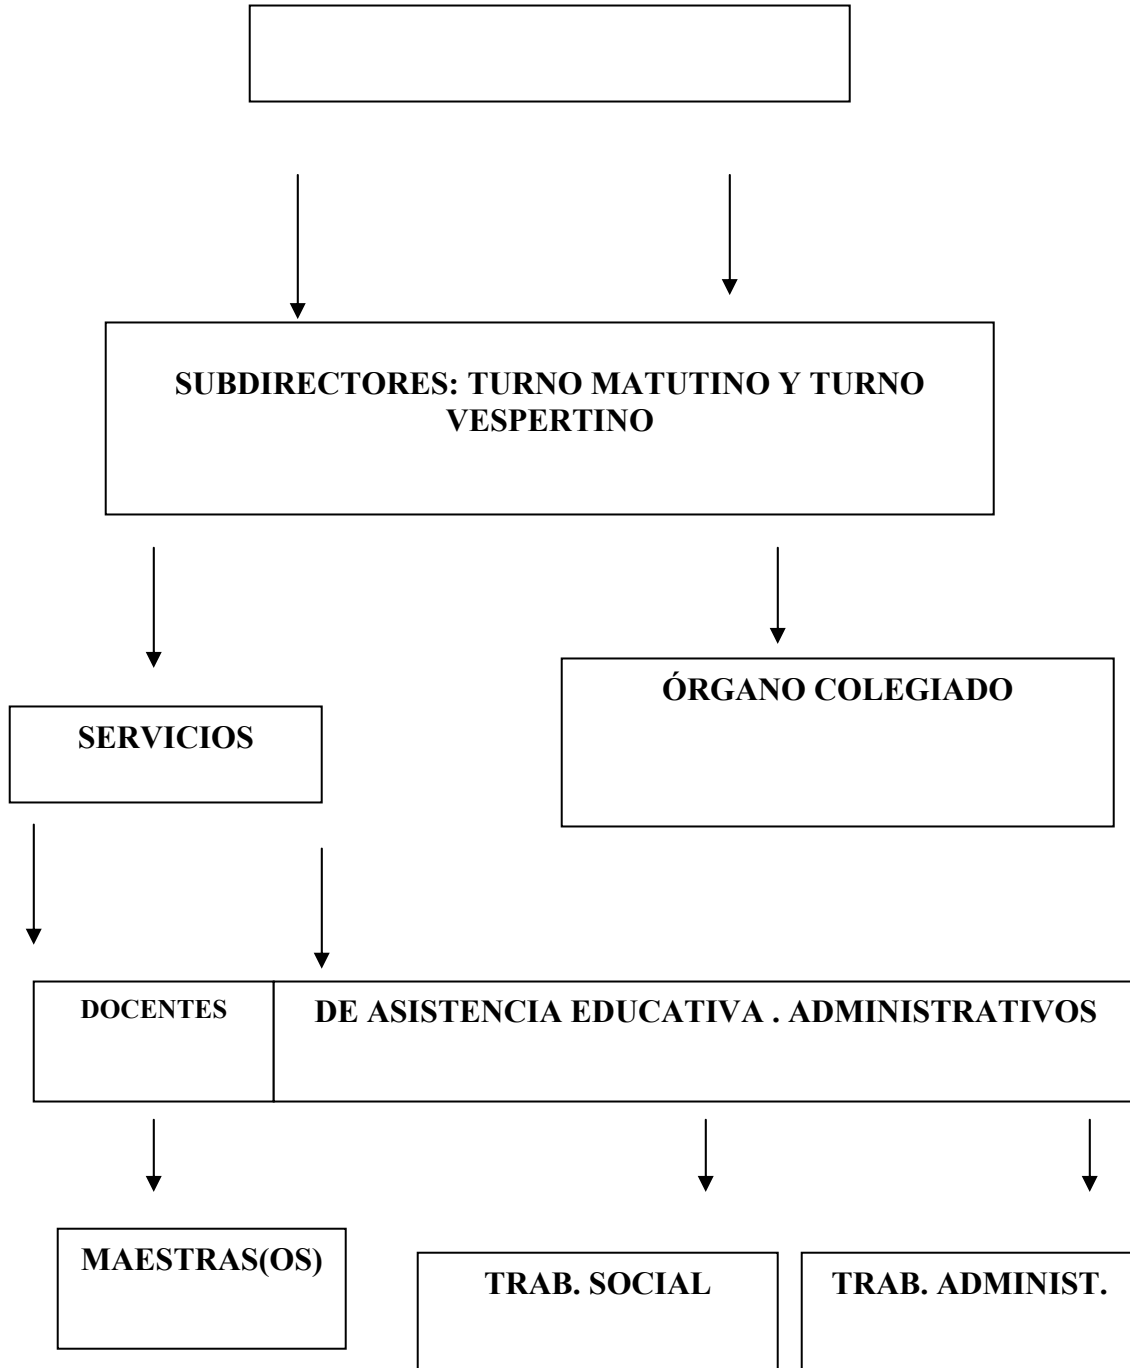 SUBDIRECTORES: TURNO MATUTINO Y TURNO
VESPERTINO
SERVICIOS
ÓRGANO COLEGIADO
DOCENTES
DE ASISTENCIA EDUCATIVA . ADMINISTRATIVOS
MAESTRAS(OS)
TRAB. SOCIAL
TRAB. ADMINIST.